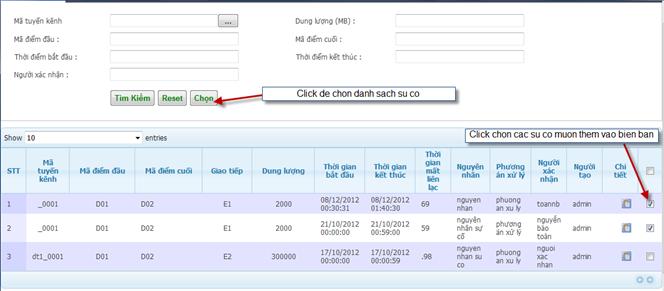 Mã tuyến kênh : ... Dung lượng (MB) :
Mã điểm đầu : Mã điểm cuối :
Thời điểm bắt đầu : Thời điểm kết thúc :
Người xác nhận :
Tìm Kiếm Reset Chọn
Click de chon danh sach su co
Show 10 entries
Click chon cac su co muon them vao bien ban
STT Mã tuyến kênh Mã điểm đầu Mã điểm cuối Giao tiếp Dung lượng Thời gian bắt đầu Thời gian kết thúc Thời gian mất liên lạc Nguyên nhân Phương án xử lý Người xác nhận Người tạo Chi tiết
1 _0001 D01 D02 E1 2000 08/12/2012 00:30:31 08/12/2012 01:40:30 69 nguyen nhan phuong an xu ly toannb admin
2 _0001 D01 D02 E1 2000 21/10/2012 00:00:00 21/10/2012 00:59:00 59 nguyên nhân sự cố phương án xử lý nguyễn bảo toàn admin
3 dt1_0001 D01 D02 E2 300000 17/10/2012 00:00:00 17/10/2012 00:00:59 .98 nguyen nhan su co phuong an xu ly nguoi xac nhan admin